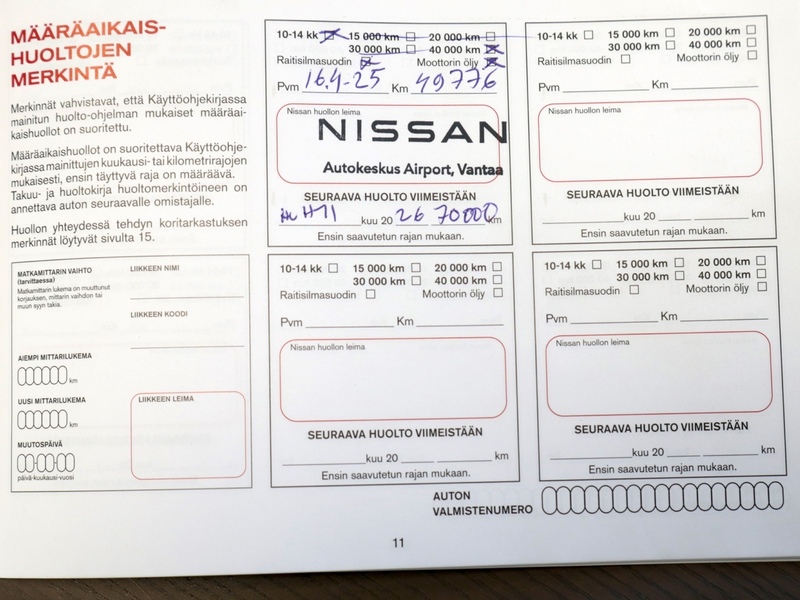 MÄÄRÄAIKAIS-
HUOLTOJEN
MERKINTÄ
Merkinnät vahvistavat, että Käyttöohjekirjassa
mainitun huolto-ohjelman mukaiset määräai-
kaishuollot on suoritettu.
Määräaikaishuollot on suoritettava Käyttöohje-
kirjassa mainittujen kuukausi- tai kilometrirajojen
mukaisesti, ensin täyttyvä raja on määräävä.
Takuu- ja huoltokirja huoltomerkintöineen on
annettava auton seuraavalle omistajalle.
Huollon yhteydessä tehdyn koritarkastuksen
merkinnät löytyvät sivulta 15.
MATKAMITTARIN VAIHTO
(tarvittaessa)
Matkamittarin lukema on muuttunut
korjauksen, mittarin vaihdon tai
muun syyn takia.
AIEMPI MITTARILUKEMA
km
UUSI MITTARILUKEMA
km
MUUTOSPÄIVÄ
päivä-kuukausi-vuosi
LIIKKEEN NIMI
LIIKKEEN KOODI
LIIKKEEN LEIMA
10-14 kk 15 000 km 20 000 km
30 000 km 40 000 km
Raitisilmasuodin Moottorin öljy
Pvm 16.4-25 Km 49776
Nissan huollon leima
NISSAN
Autokeskus Airport, Vantaa
SEURAAVA HUOLTO VIIMEISTÄÄN
HUHTI kuu 20 26 70000 km
Ensin saavutetun rajan mukaan.
10-14 kk 15 000 km 20 000 km
30 000 km 40 000 km
Raitisilmasuodin Moottorin öljy
Pvm Km
Nissan huollon leima
SEURAAVA HUOLTO VIIMEISTÄÄN
kuu 20 km
Ensin saavutetun rajan mukaan.
10-14 kk 15 000 km 20 000 km
30 000 km 40 000 km
Raitisilmasuodin Moottorin öljy
Pvm Km
Nissan huollon leima
SEURAAVA HUOLTO VIIMEISTÄÄN
kuu 20 km
Ensin saavutetun rajan mukaan.
10-14 kk 15 000 km 20 000 km
30 000 km 40 000 km
Raitisilmasuodin Moottorin öljy
Pvm Km
Nissan huollon leima
SEURAAVA HUOLTO VIIMEISTÄÄN
kuu 20 km
Ensin saavutetun rajan mukaan.
AUTON
VALMISTENUMERO
11